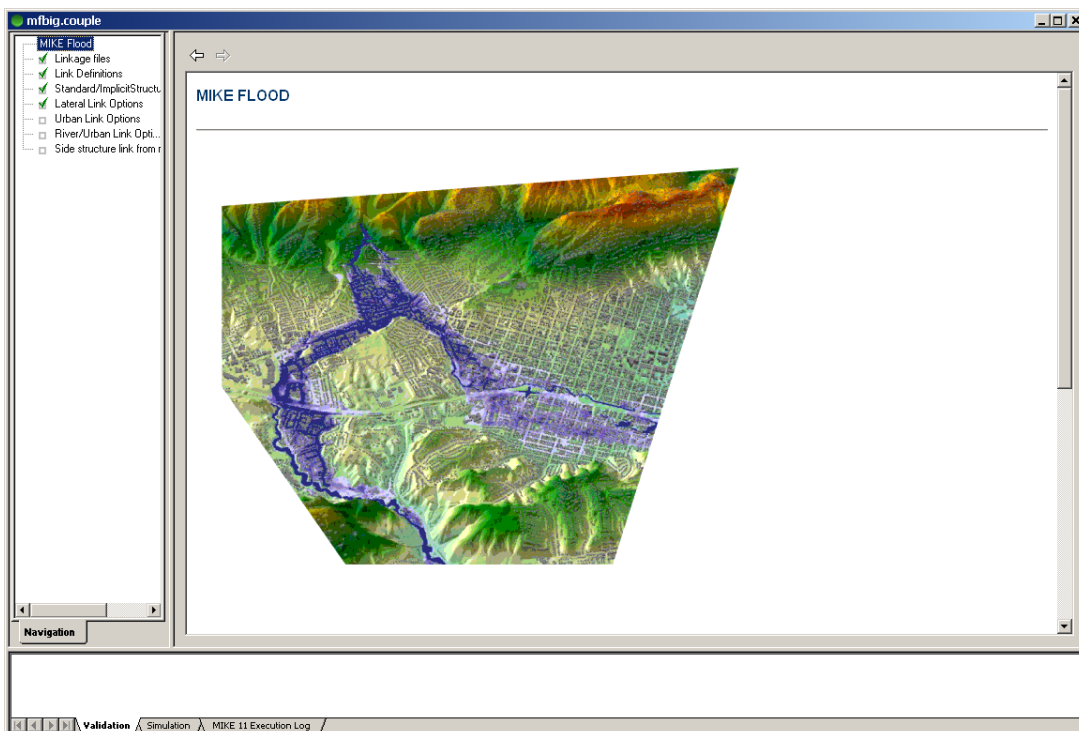 mfbig.couple
MIKE Flood
Linkage files
Link Definitions
Standard/ImplicitStructu
Lateral Link Options
Urban Link Options
River/Urban Link Opti...
Side structure link from r
Navigation
MIKE FLOOD
Validation
Simulation
MIKE 11 Execution Log